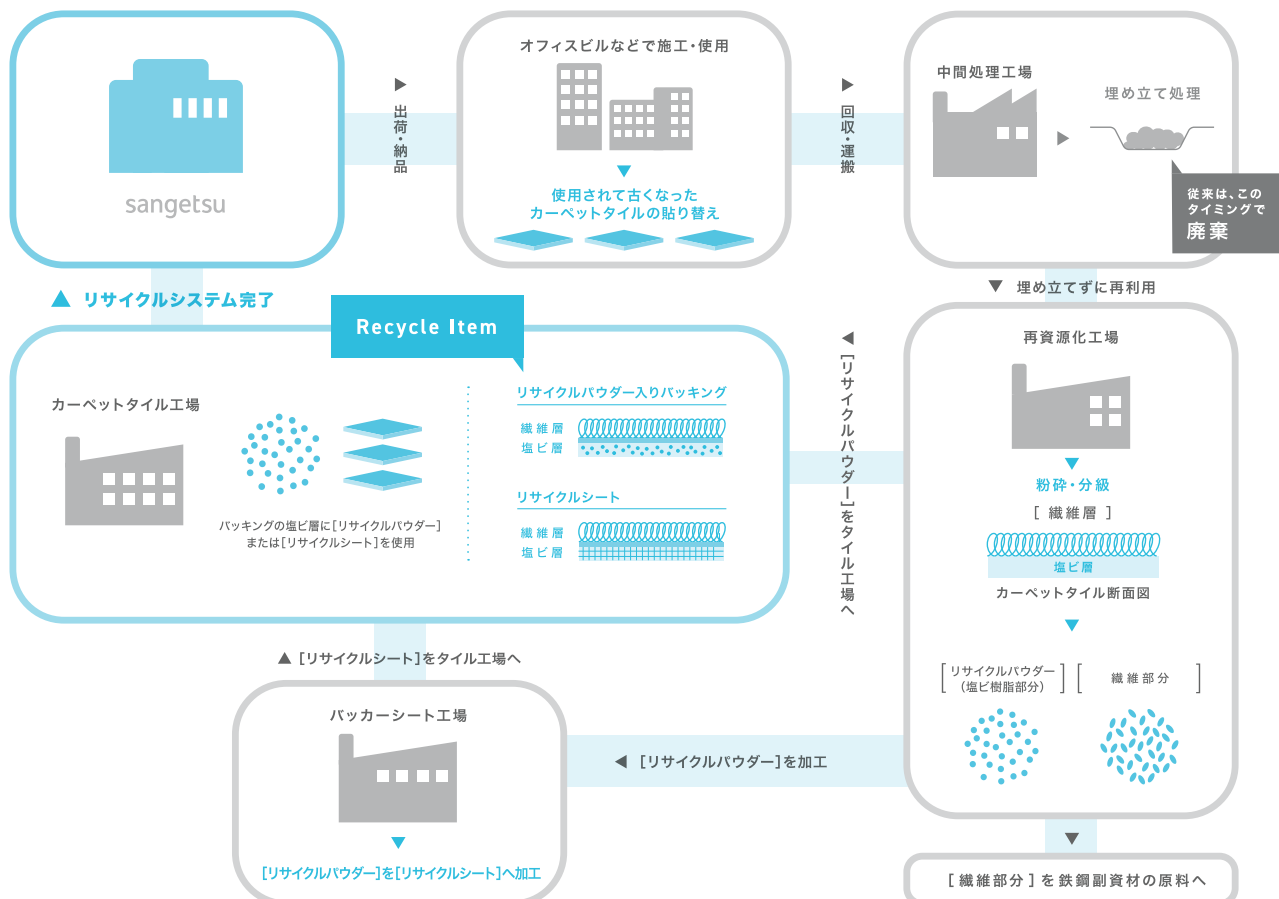 sangetsu
▶ 出荷・納品
オフィスビルなどで施工・使用
▼
使用されて古くなった
カーペットタイルの貼り替え
▶ 回収・運搬
中間処理工場
▶
埋め立て処理
従来は、この
タイミングで
廃棄
▼ 埋め立てずに再利用
再資源化工場
▼
粉砕・分級
[ 繊維層 ]
塩ビ層
カーペットタイル断面図
▼
[リサイクルパウダー
(塩ビ樹脂部分)]
[繊維部分]
▼
[ 繊維部分 ] を鉄鋼副資材の原料へ
◀ [リサイクルパウダー]を加工
バッカーシート工場
▼
[リサイクルパウダー]を[リサイクルシート]へ加工
▲ [リサイクルシート]をタイル工場へ
◀ [リサイクルパウダー]をタイル工場へ
Recycle Item
カーペットタイル工場
バッキングの塩ビ層に[リサイクルパウダー]
または[リサイクルシート]を使用
リサイクルパウダー入りバッキング
繊維層
塩ビ層
リサイクルシート
繊維層
塩ビ層
▲ リサイクルシステム完了